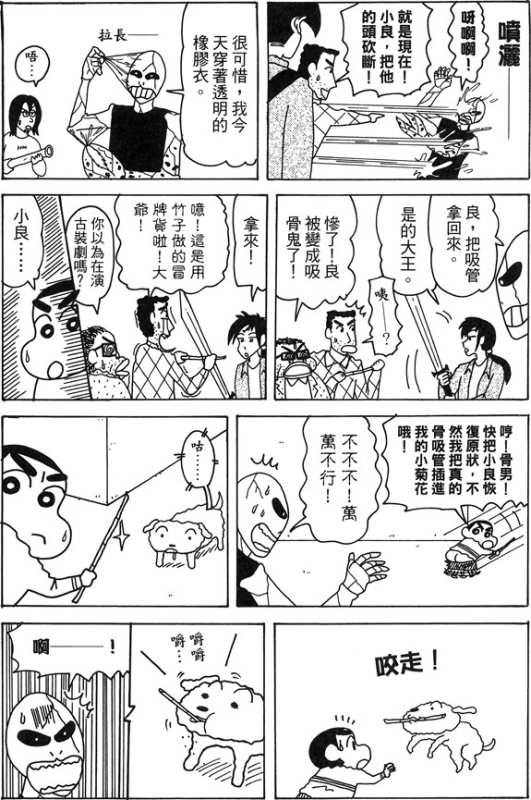 噴灑
呀啊啊！
就是現在！
小良，把他
的頭砍斷！
拉長——
很可惜，我今
天穿著透明的
橡膠衣。
唔…
良，把吸管
拿回來。
是的大王。
咦——？
慘了！良
被變成吸
骨鬼了！
拿來！
噫！這是用
竹子做的冒
牌貨啦！大
爺！
你以為在演
古裝劇嗎？
小良……
哼！骨男！
快把小良恢
復原狀，不
然我把真的
骨吸管插進
我的小菊花
哦！
不不不！萬
萬不行！
咕……
咬走！
嚼嚼
嚼…
啊——！